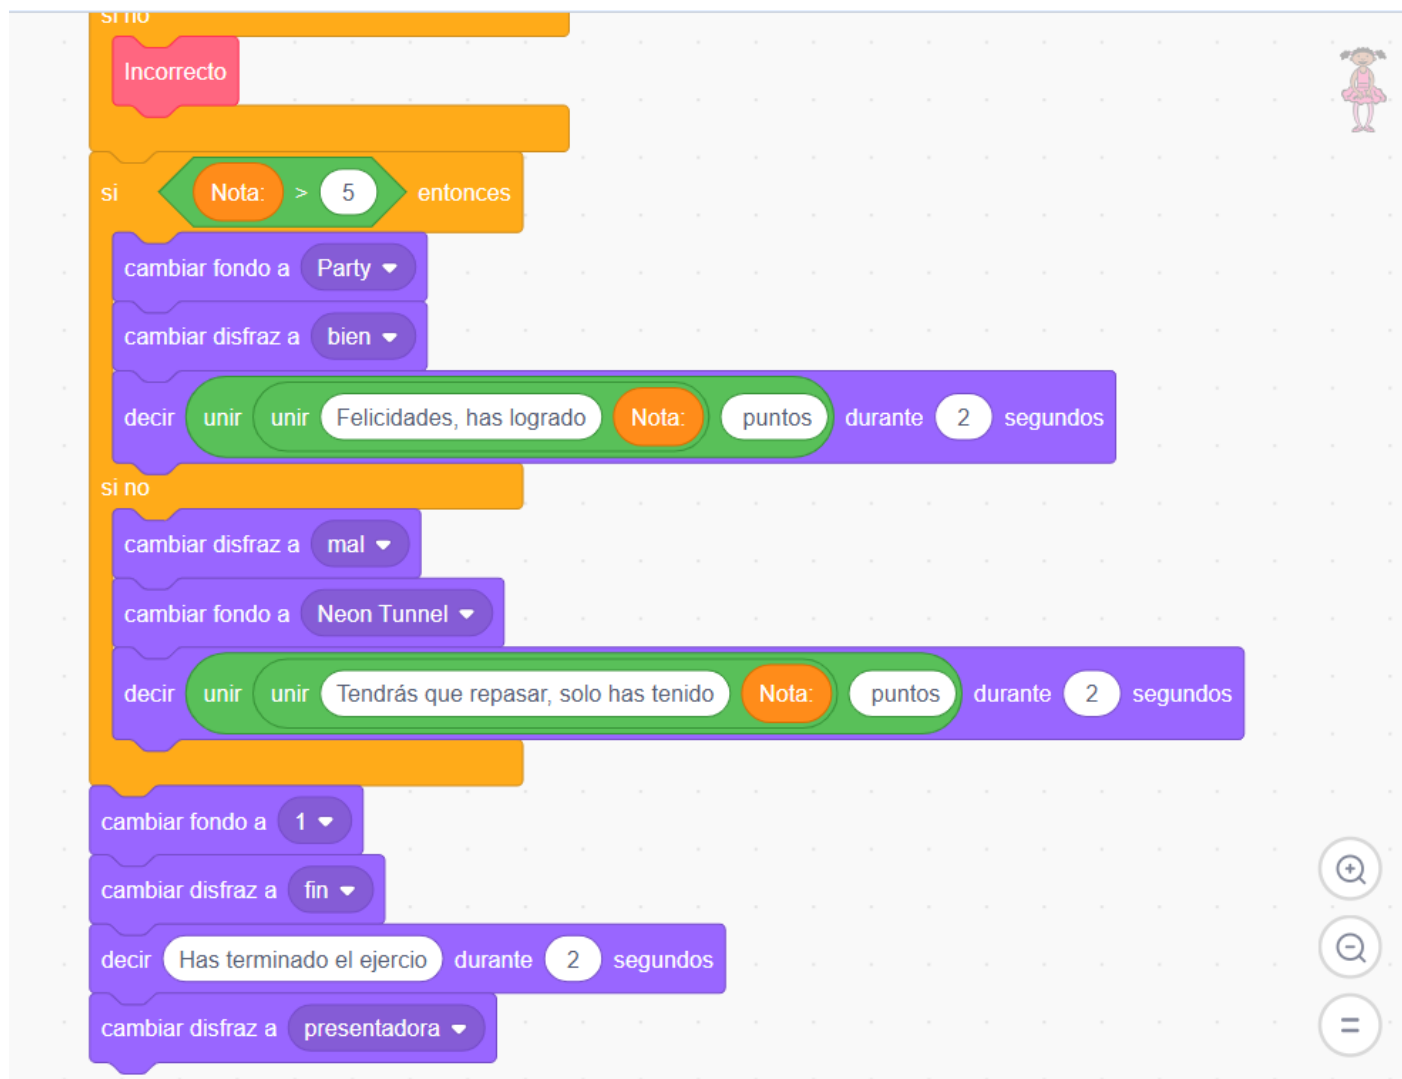 si no
Incorrecto
si Nota: > 5 entonces
cambiar fondo a Party
cambiar disfraz a bien
decir unir unir Felicidades, has logrado Nota: puntos durante 2 segundos
si no
cambiar disfraz a mal
cambiar fondo a Neon Tunnel
decir unir unir Tendrás que repasar, solo has tenido Nota: puntos durante 2 segundos
cambiar fondo a 1
cambiar disfraz a fin
decir Has terminado el ejercio durante 2 segundos
cambiar disfraz a presentadora